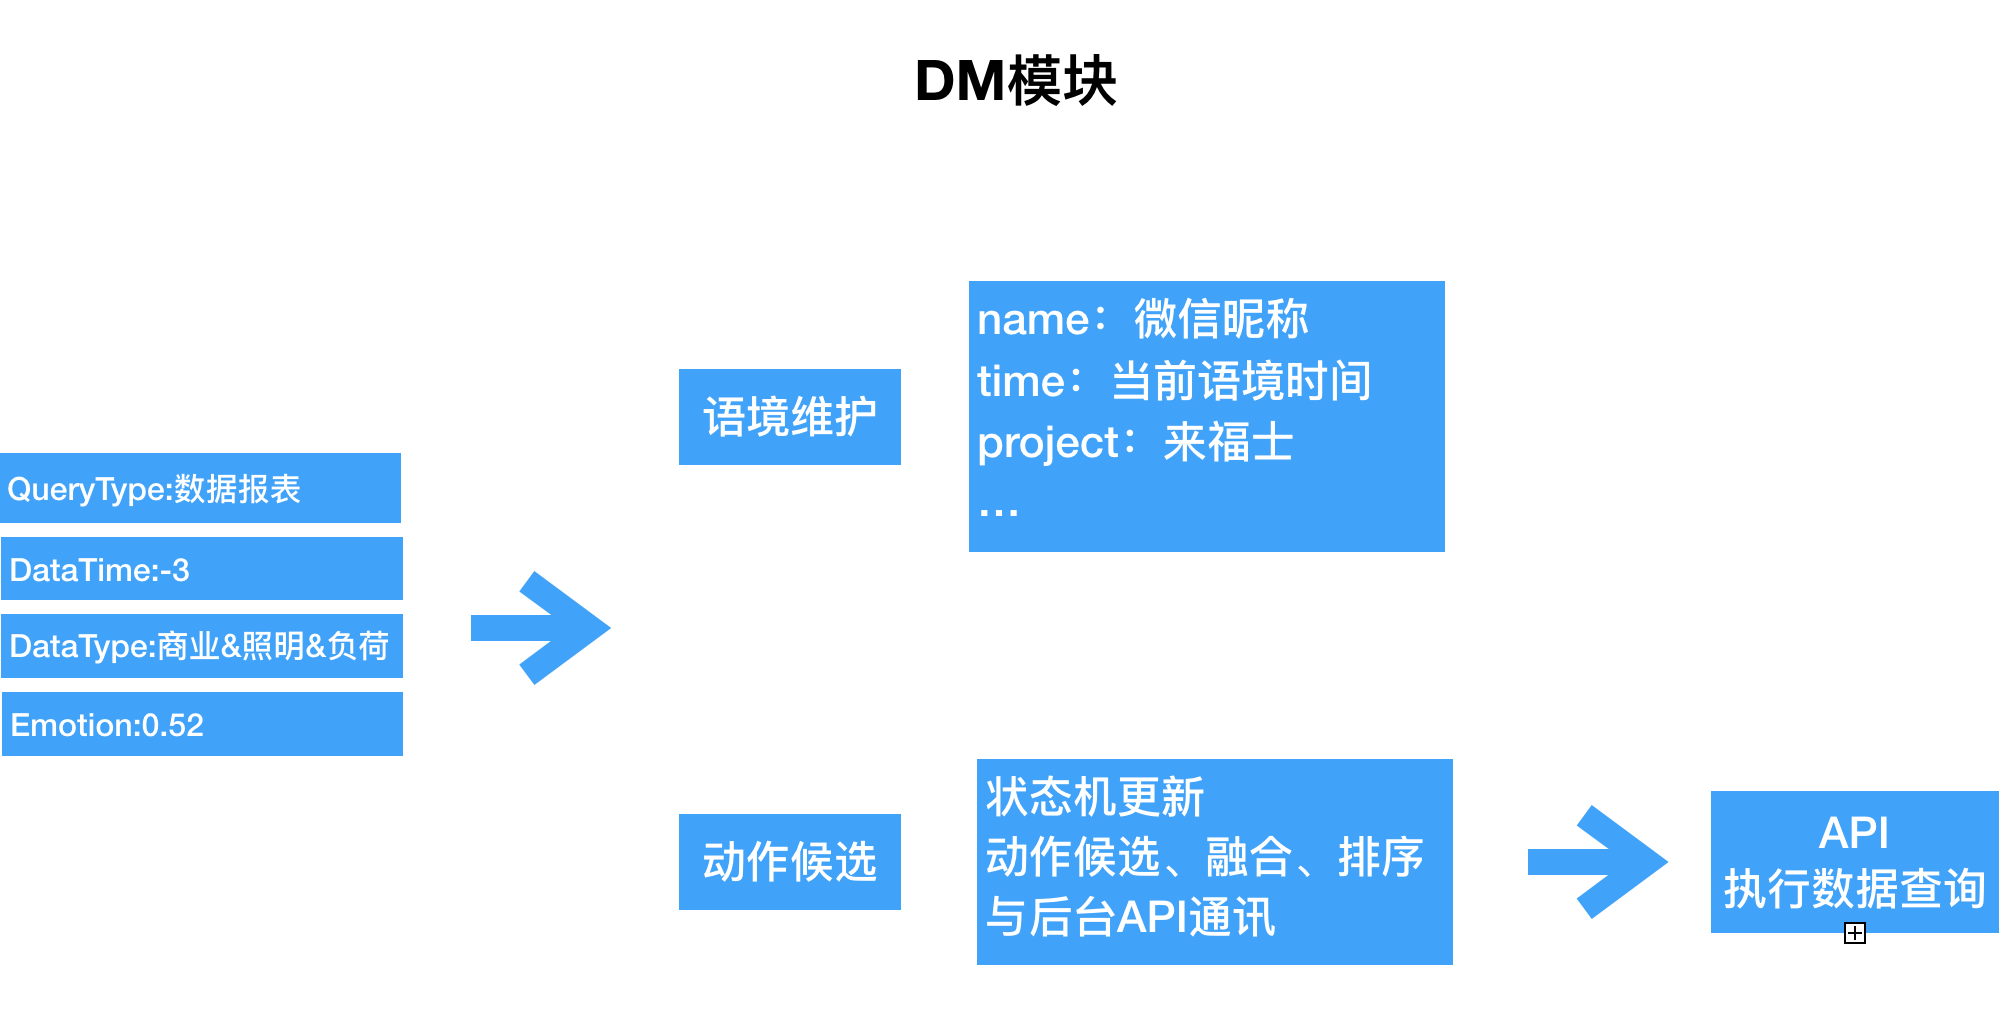 DM模块
QueryType:数据报表
DataTime:-3
DataType:商业&照明&负荷
Emotion:0.52
语境维护
name：微信昵称
time：当前语境时间
project：来福士
…
动作候选
状态机更新
动作候选、融合、排序
与后台API通讯
API
执行数据查询